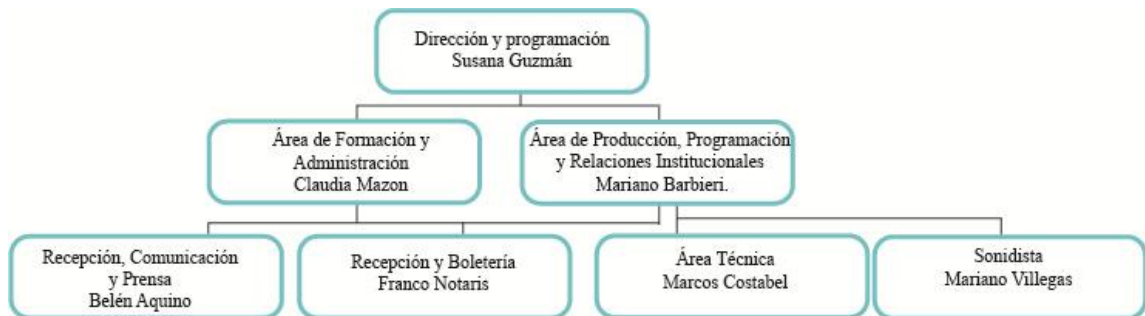 Dirección y programación
Susana Guzmán
Área de Formación y
Administración
Claudia Mazon
Área de Producción, Programación
y Relaciones Institucionales
Mariano Barbieri.
Recepción, Comunicación
y Prensa
Belén Aquino
Recepción y Boletería
Franco Notaris
Área Técnica
Marcos Costabel
Sonidista
Mariano Villegas